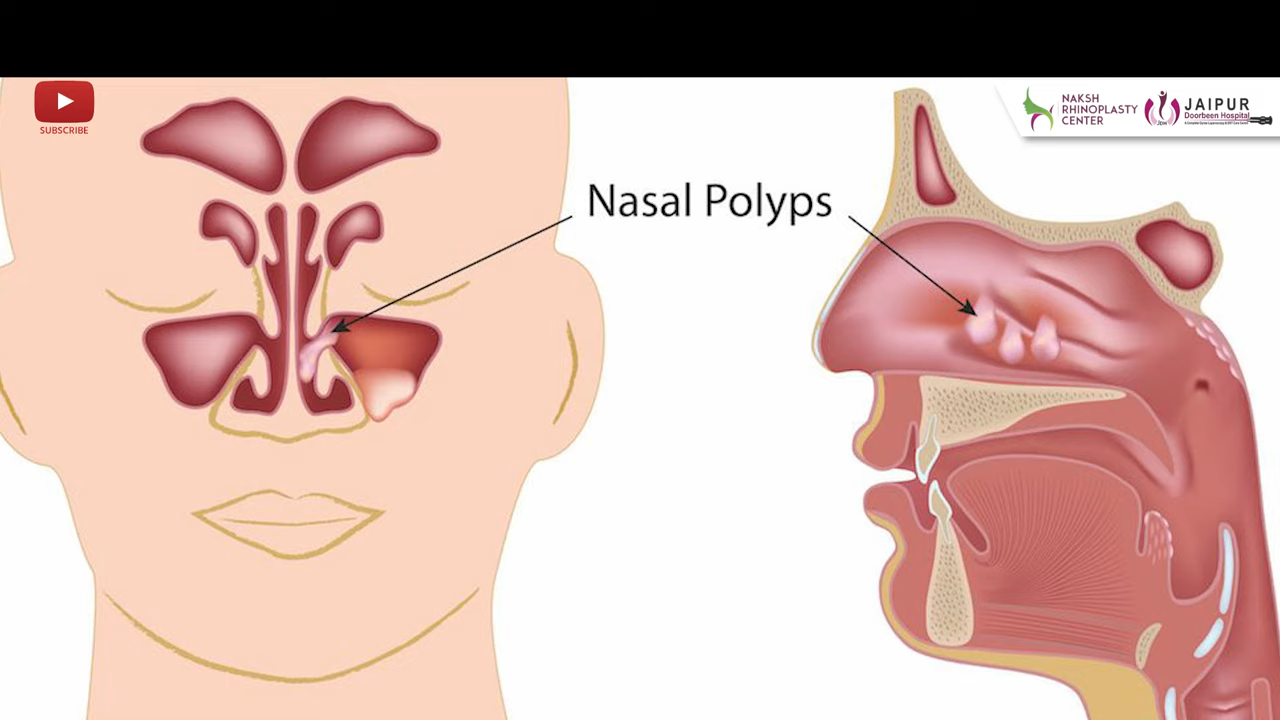 SUBSCRIBE
NAKSH
RHINOPLASTY
CENTER
JAIPUR
Doorbeen Hospital
Nasal Polyps